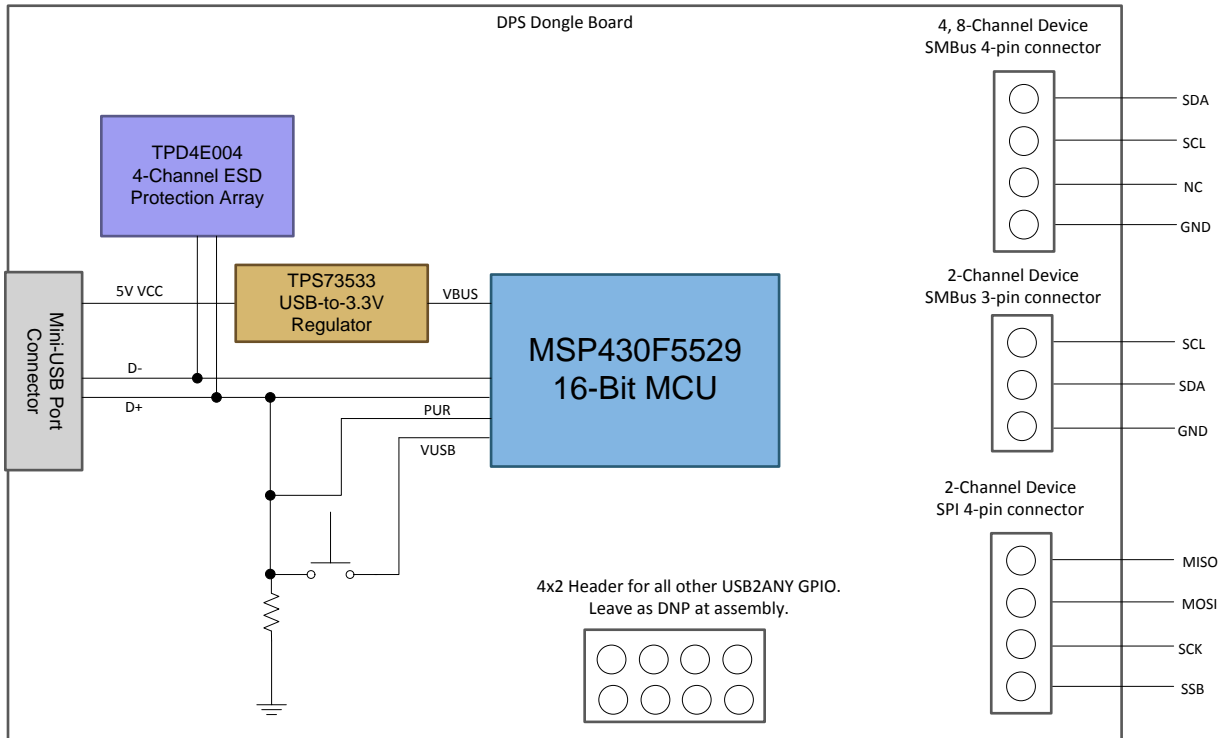 DPS Dongle Board
4, 8-Channel Device
SMBus 4-pin connector
SDA
SCL
NC
GND
TPD4E004
4-Channel ESD
Protection Array
Mini-USB Port
Connector
5V VCC
TPS73533
USB-to-3.3V
Regulator
VBUS
D-
D+
PUR
VUSB
MSP430F5529
16-Bit MCU
2-Channel Device
SMBus 3-pin connector
SCL
SDA
GND
2-Channel Device
SPI 4-pin connector
MISO
MOSI
SCK
SSB
4x2 Header for all other USB2ANY GPIO.
Leave as DNP at assembly.